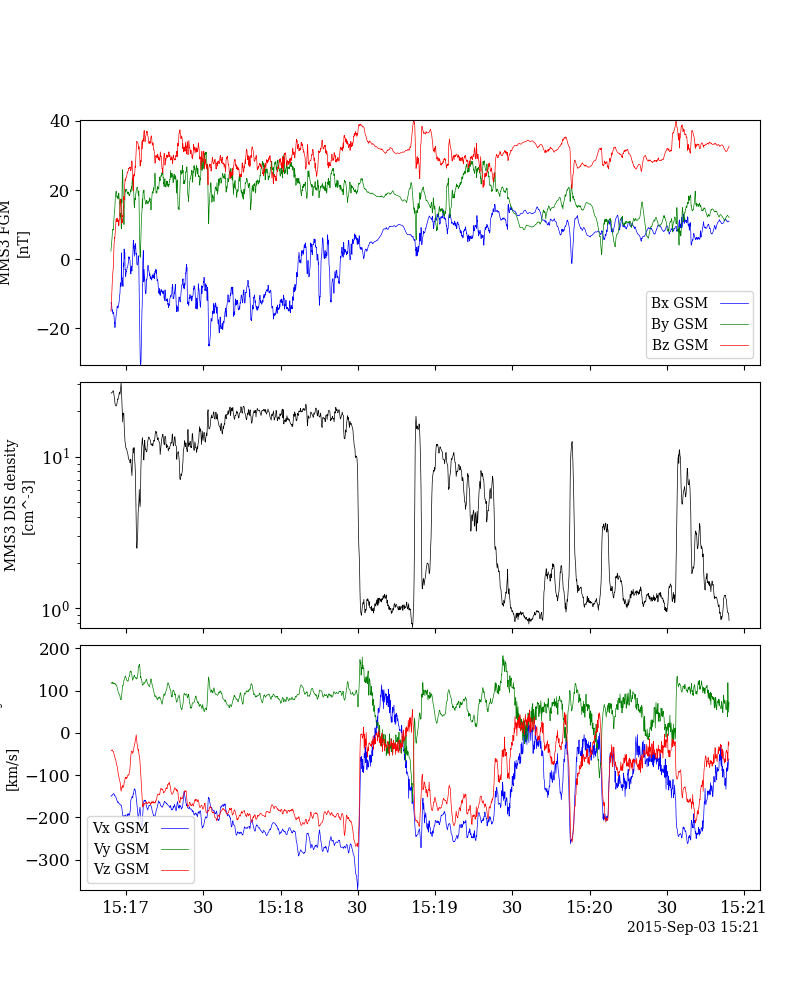 40
20
0
−20
MMS3 FGM
[nT]
Bx GSM
By GSM
Bz GSM
10^1
10^0
MMS3 DIS density
[cm^-3]
200
100
0
−100
−200
−300
[km/s]
Vx GSM
Vy GSM
Vz GSM
15:17 30 15:18 30 15:19 30 15:20 30 15:21
2015-Sep-03 15:21